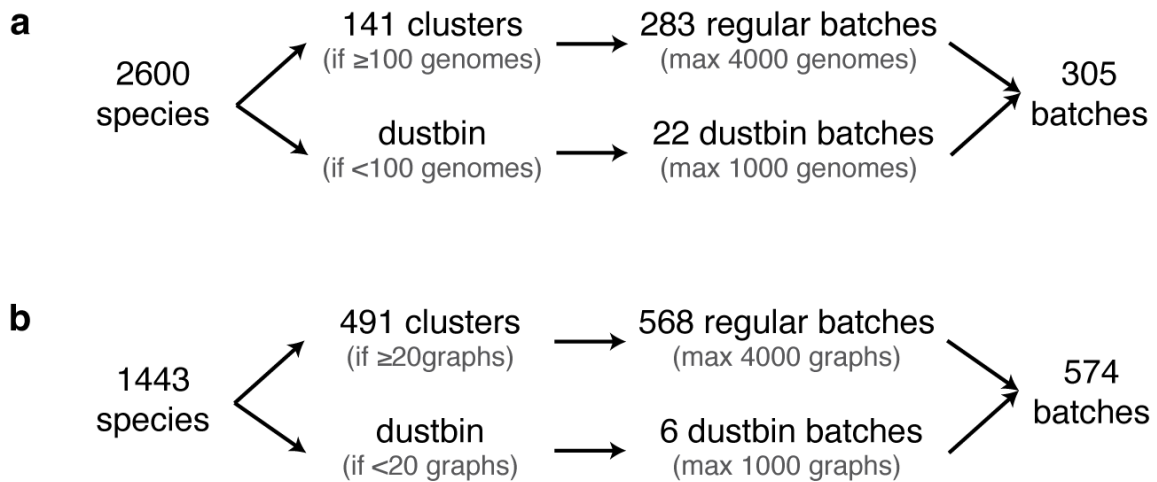 a
2600
species
141 clusters
(if ≥100 genomes)
dustbin
(if <100 genomes)
283 regular batches
(max 4000 genomes)
22 dustbin batches
(max 1000 genomes)
305
batches
b
1443
species
491 clusters
(if ≥20graphs)
dustbin
(if <20 graphs)
568 regular batches
(max 4000 graphs)
6 dustbin batches
(max 1000 graphs)
574
batches